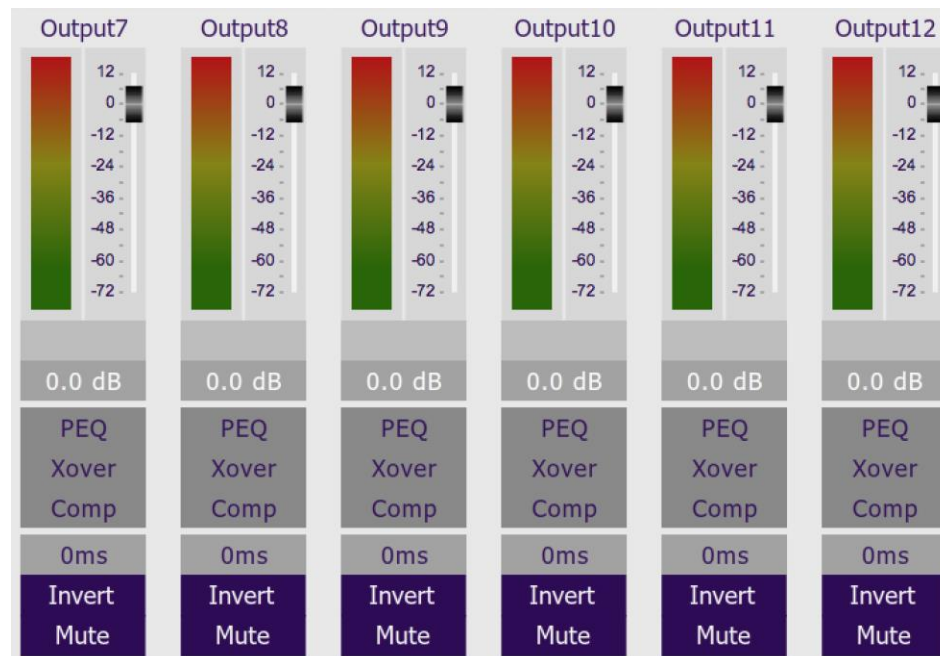 Output7 Output8 Output9 Output10 Output11 Output12
12 12 12 12 12 12
0 0 0 0 0 0
-12 -12 -12 -12 -12 -12
-24 -24 -24 -24 -24 -24
-36 -36 -36 -36 -36 -36
-48 -48 -48 -48 -48 -48
-60 -60 -60 -60 -60 -60
-72 -72 -72 -72 -72 -72
0.0 dB 0.0 dB 0.0 dB 0.0 dB 0.0 dB 0.0 dB
PEQ PEQ PEQ PEQ PEQ PEQ
Xover Xover Xover Xover Xover Xover
Comp Comp Comp Comp Comp Comp
0ms 0ms 0ms 0ms 0ms 0ms
Invert Invert Invert Invert Invert Invert
Mute Mute Mute Mute Mute Mute